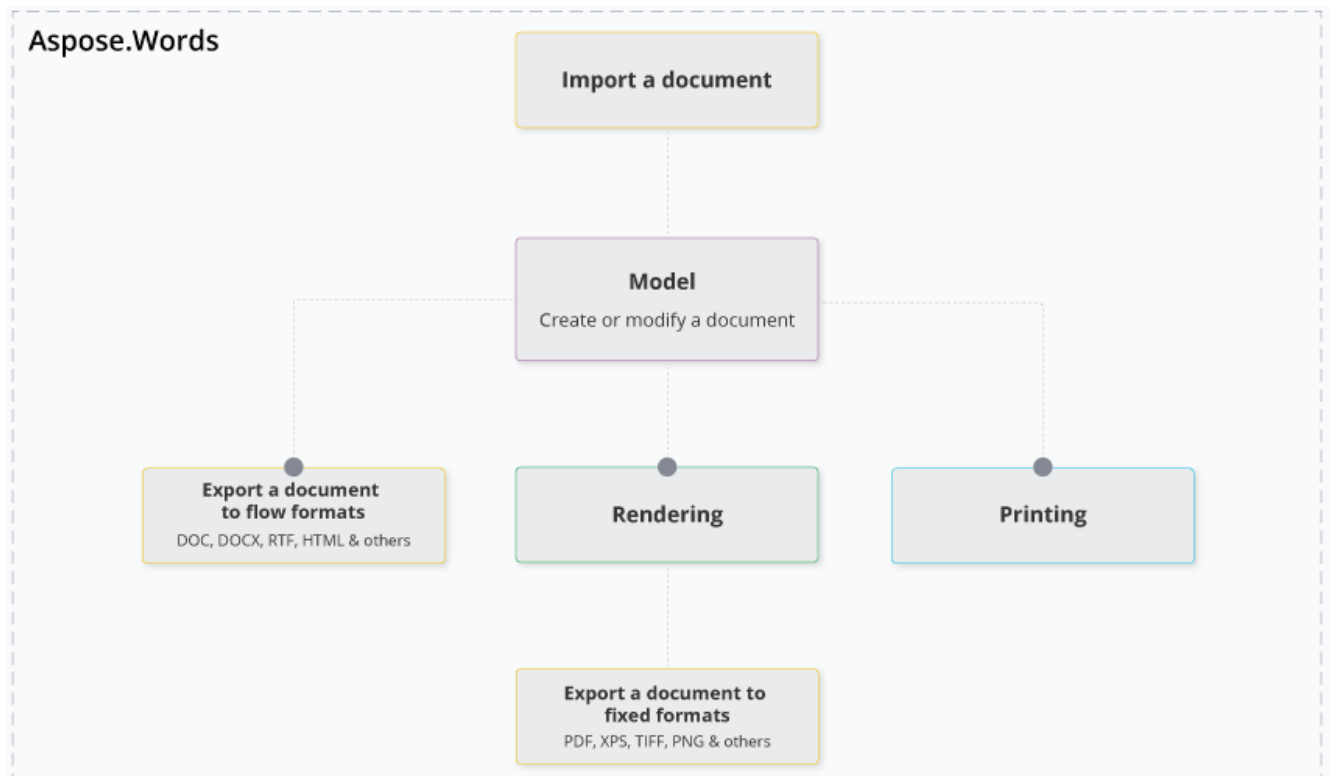 Aspose.Words
Import a document
Model
Create or modify a document
Export a document
to flow formats
DOC, DOCX, RTF, HTML & others
Rendering
Printing
Export a document to
fixed formats
PDF, XPS, TIFF, PNG & others